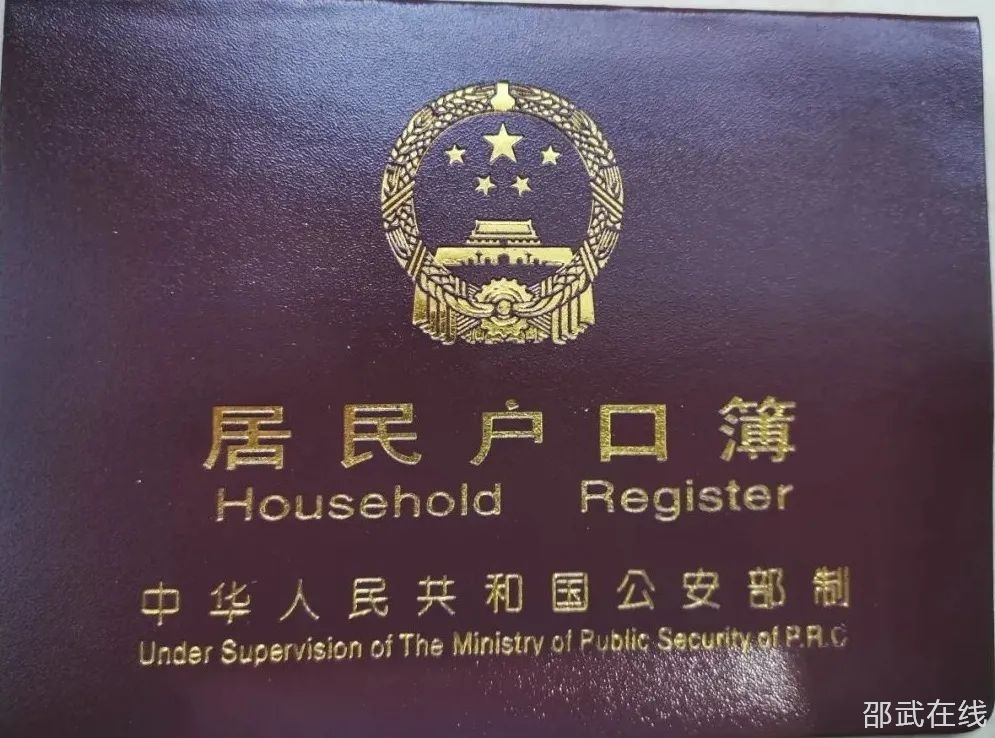 居民户口簿
Household Register
中华人民共和国公安部制
Under Supervision of The Ministry of Public Security of P.R.C
邵武在线